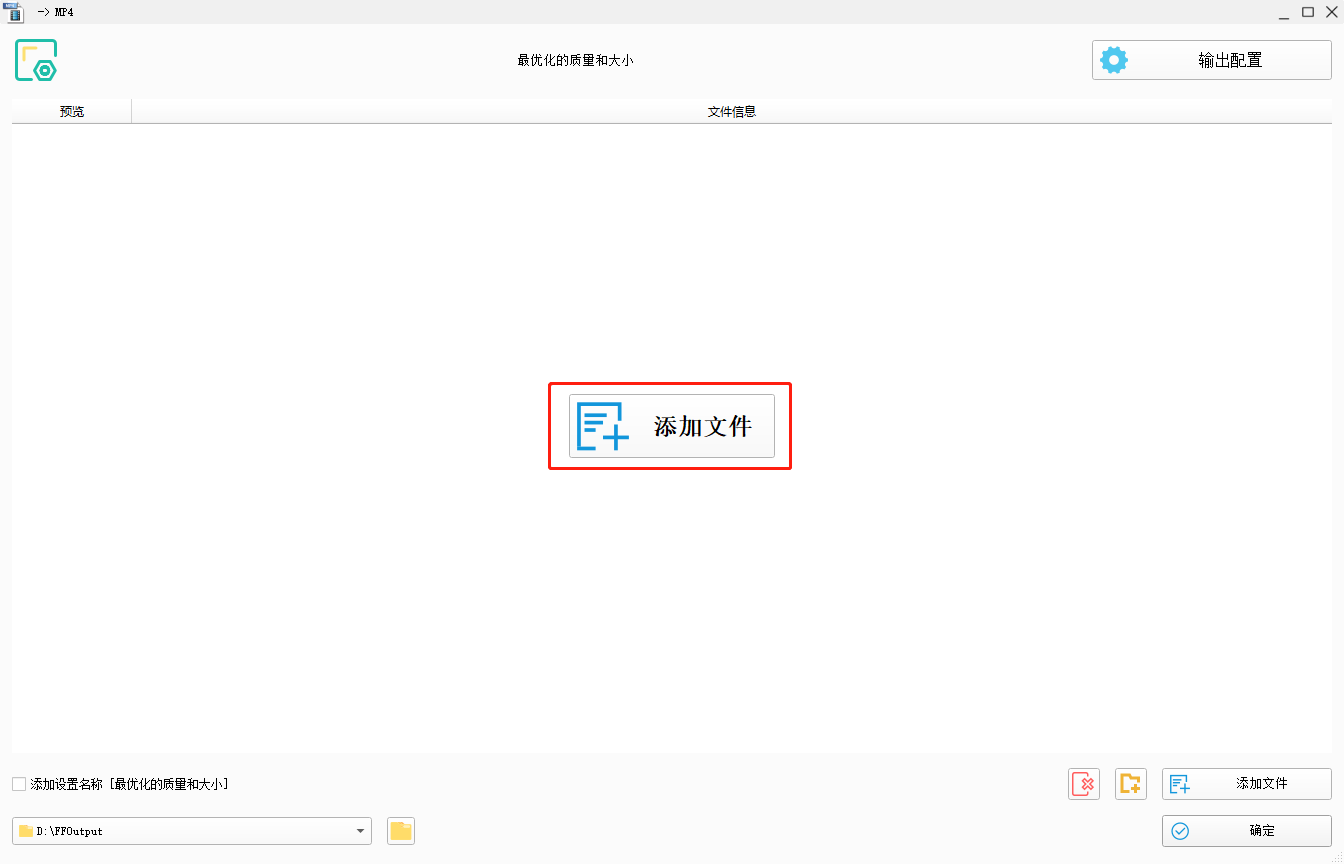 -> MP4
最优化的质量和大小
输出配置
预览
文件信息
添加文件
添加设置名称 [最优化的质量和大小]
添加文件
D:\FFOutput
确定